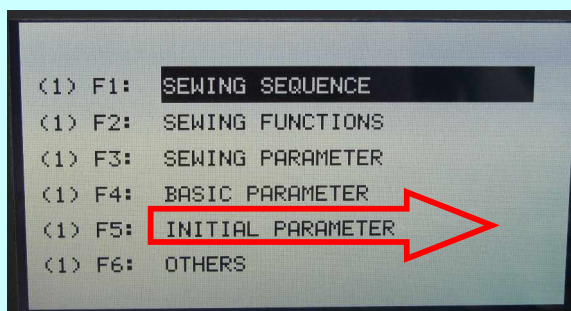 (1) F1: SEWING SEQUENCE
(1) F2: SEWING FUNCTIONS
(1) F3: SEWING PARAMETER
(1) F4: BASIC PARAMETER
(1) F5: INITIAL PARAMETER
(1) F6: OTHERS